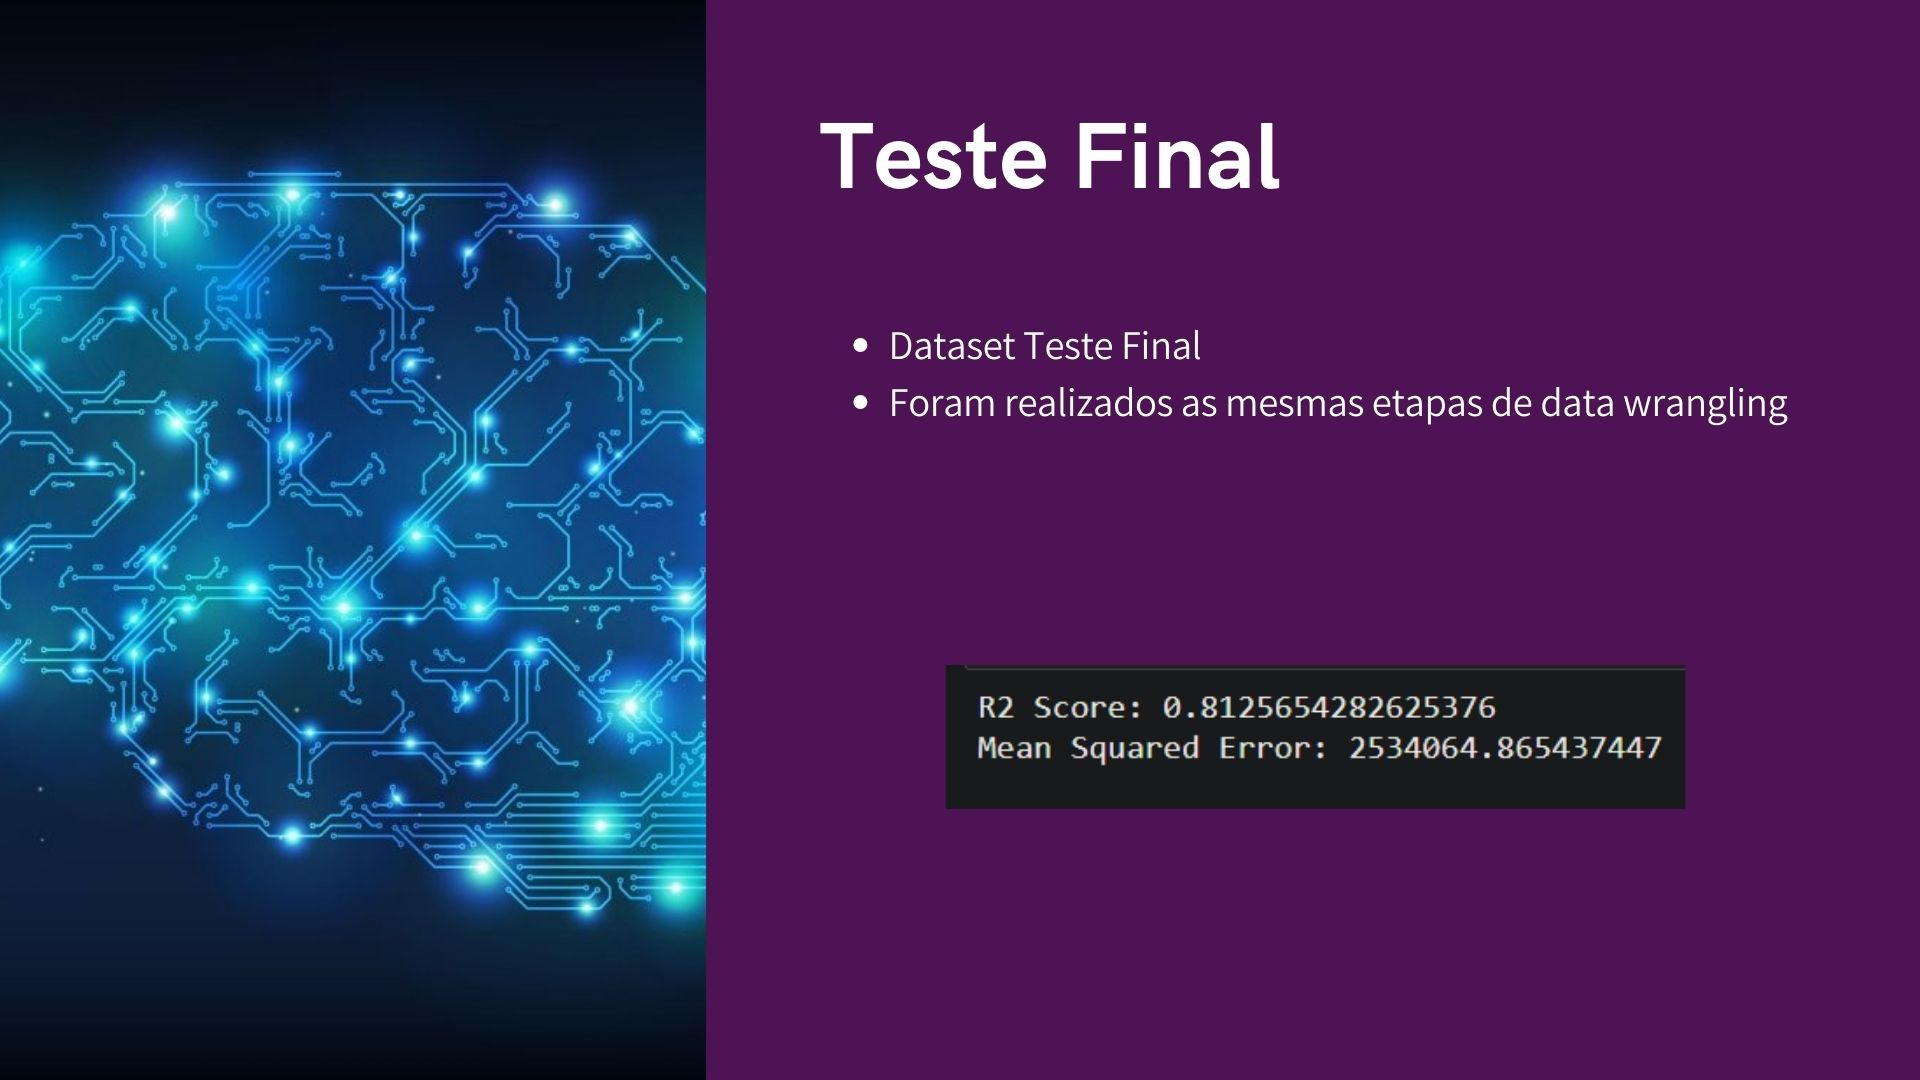 Teste Final
• Dataset Teste Final
• Foram realizados as mesmas etapas de data wrangling
R2 Score: 0.8125654282625376
Mean Squared Error: 2534064.865437447